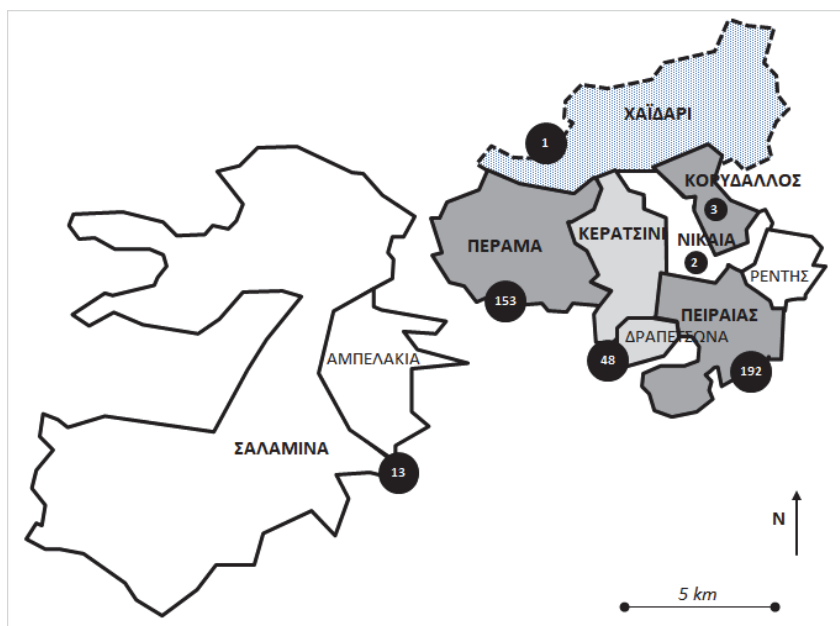 ΧΑΪΔΑΡΙ
1
ΚΟΡΥΔΑΛΛΟΣ
3
ΠΕΡΑΜΑ
ΚΕΡΑΤΣΙΝΙ
ΝΙΚΑΙΑ
2
ΡΕΝΤΗΣ
153
ΠΕΙΡΑΙΑΣ
ΔΡΑΠΕΤΣΩΝΑ
48
192
ΑΜΠΕΛΑΚΙΑ
ΣΑΛΑΜΙΝΑ
13
N
5 km